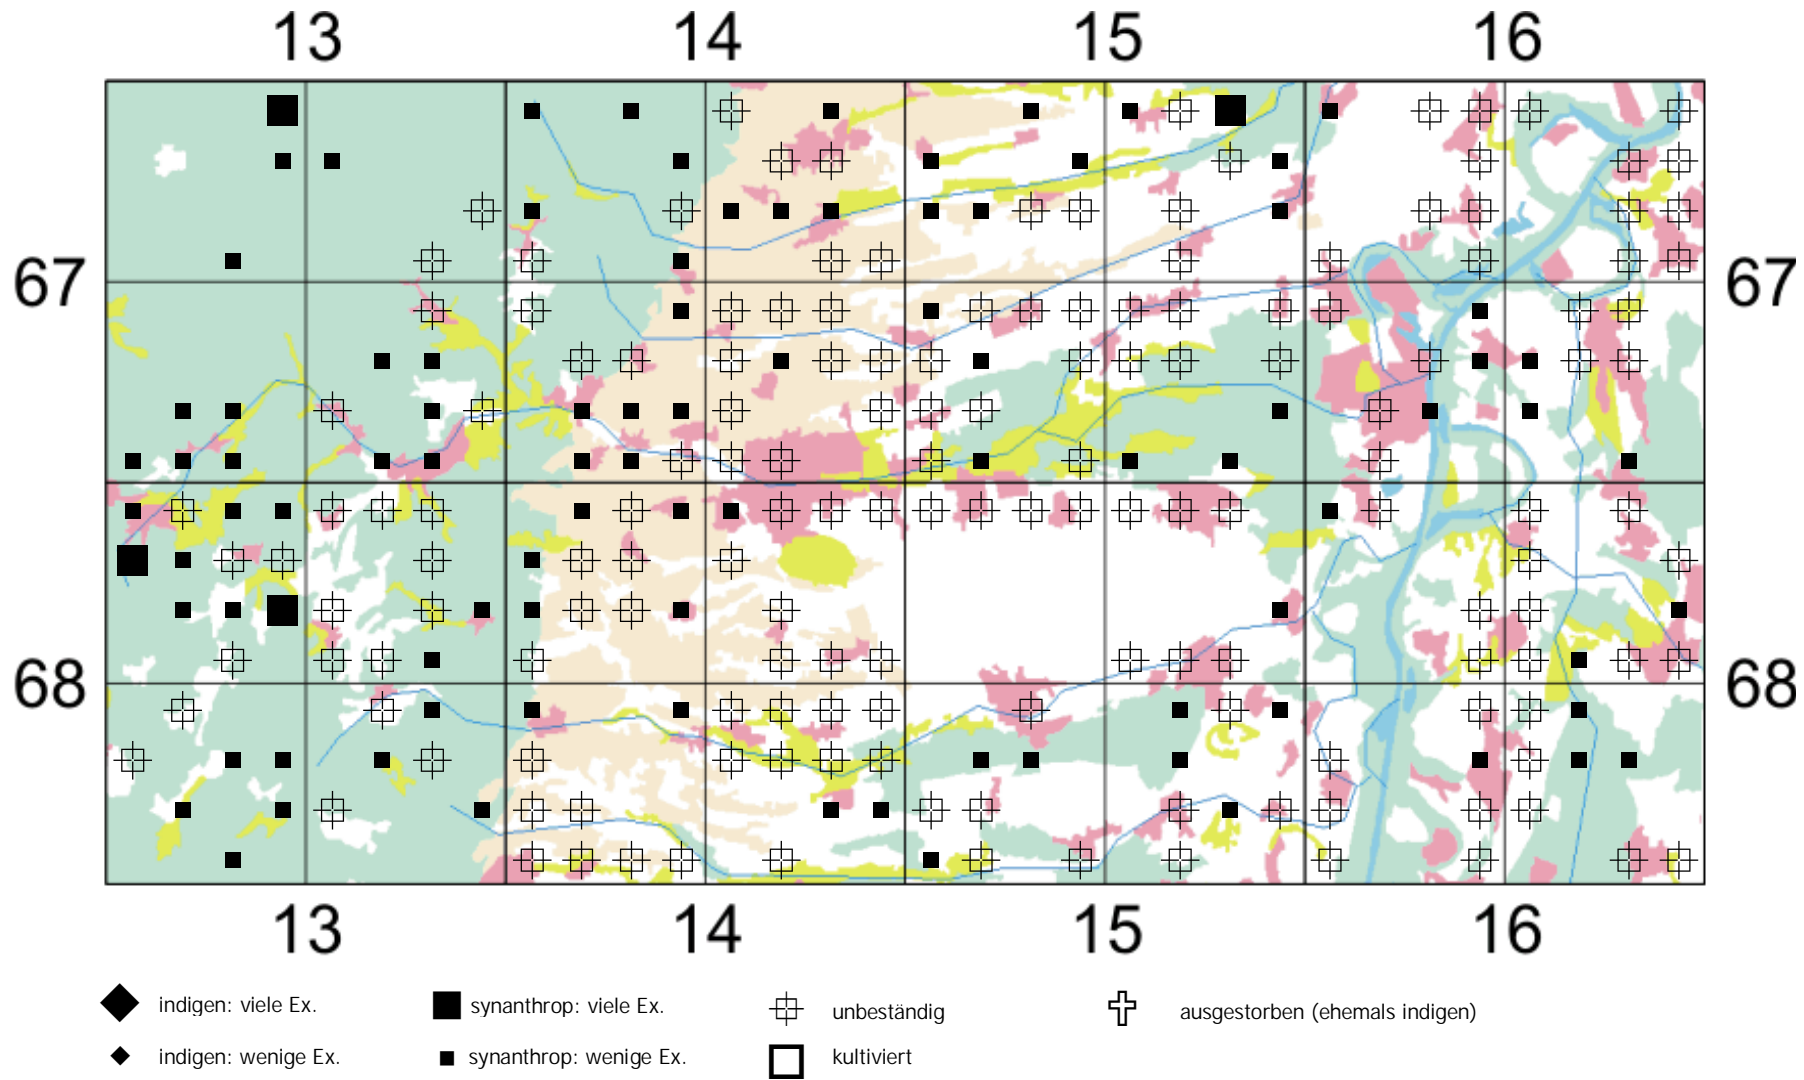 13 14 15 16
67 67
68 68
13 14 15 16
indigen: viele Ex. synanthrop: viele Ex. unbeständig ausgestorben (ehemals indigen)
indigen: wenige Ex. synanthrop: wenige Ex. kultiviert